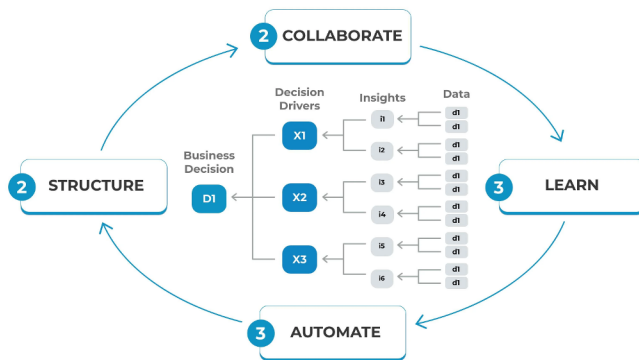 2 COLLABORATE
Decision
Drivers
Insights
Data
Business
Decision
D1
X1
X2
X3
i1
i2
i3
i4
i5
i6
d1
d1
d1
d1
d1
d1
d1
d1
d1
d1
d1
d1
2 STRUCTURE
3 LEARN
3 AUTOMATE